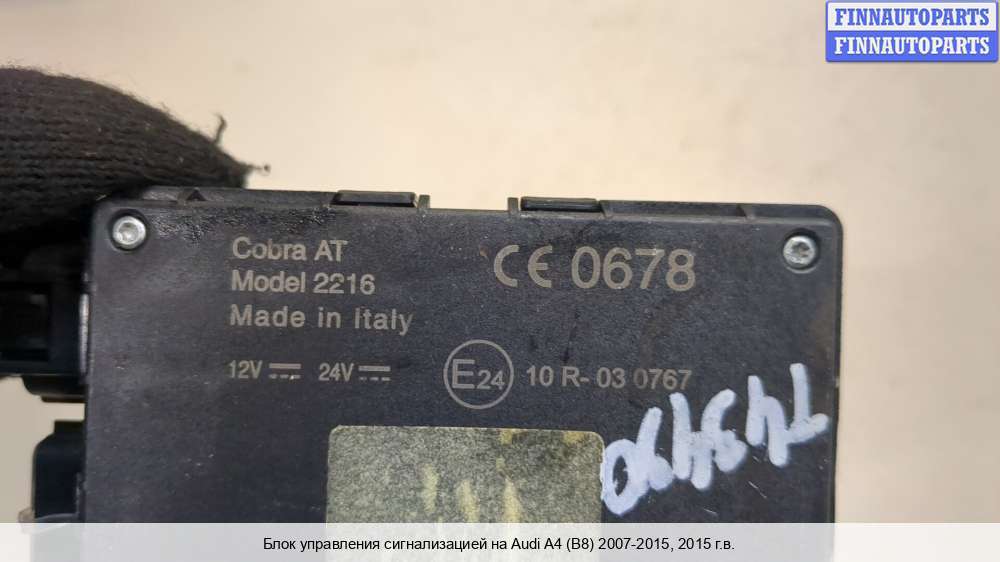 FINNAUTOPARTS
FINNAUTOPARTS
Cobra AT
Model 2216
Made in Italy
CE 0678
12V 24V
E24 10 R- 03 0767
Блок управления сигнализацией на Audi A4 (B8) 2007-2015, 2015 г.в.